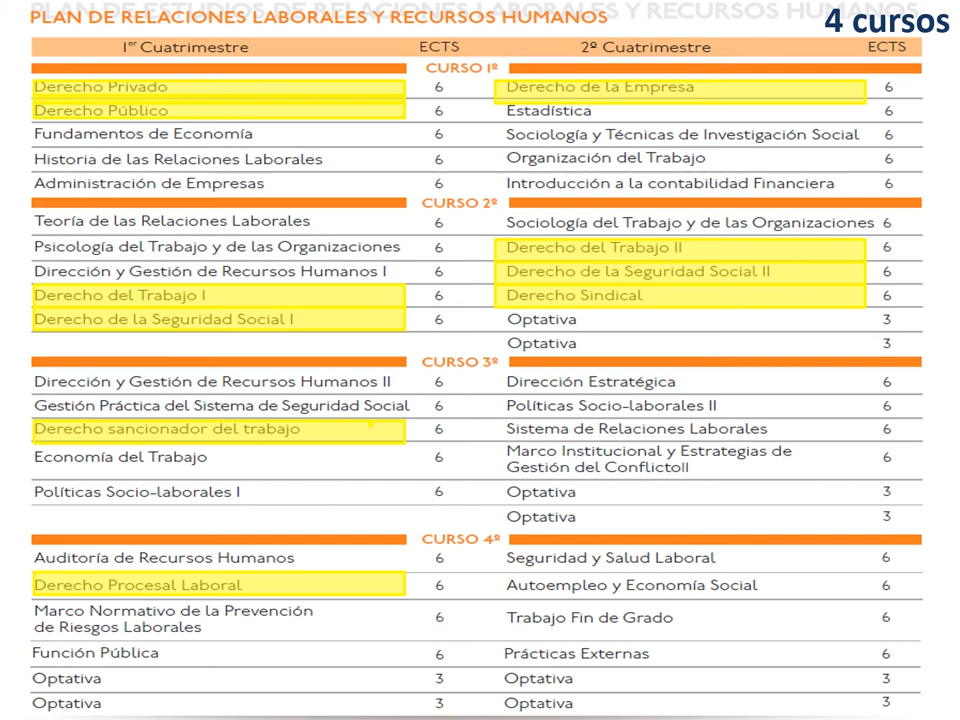 PLAN DE ESTUDIOS DE RELACIONES LABORALES Y RECURSOS HUMANOS
PLAN DE RELACIONES LABORALES Y RECURSOS HUMANOS
4 cursos
1er Cuatrimestre ECTS 2º Cuatrimestre ECTS
CURSO 1º
Derecho Privado 6 Derecho de la Empresa 6
Derecho Público 6 Estadística 6
Fundamentos de Economía 6 Sociología y Técnicas de Investigación Social 6
Historia de las Relaciones Laborales 6 Organización del Trabajo 6
Administración de Empresas 6 Introducción a la contabilidad Financiera 6
CURSO 2º
Teoría de las Relaciones Laborales 6 Sociología del Trabajo y de las Organizaciones 6
Psicología del Trabajo y de las Organizaciones 6 Derecho del Trabajo II 6
Dirección y Gestión de Recursos Humanos I 6 Derecho de la Seguridad Social II 6
Derecho del Trabajo I 6 Derecho Sindical 6
Derecho de la Seguridad Social I 6 Optativa 3
Optativa 3
CURSO 3º
Dirección y Gestión de Recursos Humanos II 6 Dirección Estratégica 6
Gestión Práctica del Sistema de Seguridad Social 6 Políticas Socio-laborales II 6
Derecho sancionador del trabajo 6 Sistema de Relaciones Laborales 6
Economía del Trabajo 6 Marco Institucional y Estrategias de
Gestión del ConflictoII 6
Políticas Socio-laborales I 6 Optativa 3
Optativa 3
CURSO 4º
Auditoría de Recursos Humanos 6 Seguridad y Salud Laboral 6
Derecho Procesal Laboral 6 Autoempleo y Economía Social 6
Marco Normativo de la Prevención
de Riesgos Laborales 6 Trabajo Fin de Grado 6
Función Pública 6 Prácticas Externas 6
Optativa 3 Optativa 3
Optativa 3 Optativa 3